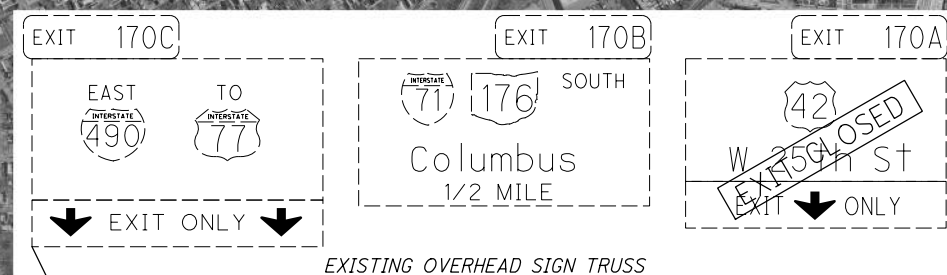 EXIT 170C
EAST TO
INTERSTATE 490 INTERSTATE 77
EXIT ONLY
EXIT 170B
INTERSTATE 71 176 SOUTH
Columbus
1/2 MILE
EXIT 170A
42
W 25th St
EXIT CLOSED
EXIT ONLY
EXISTING OVERHEAD SIGN TRUSS